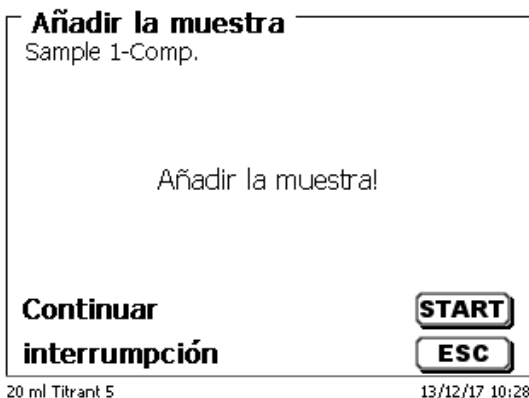 Añadir la muestra
Sample 1-Comp.
Añadir la muestra!
Continuar START
interrumpción ESC
20 ml Titrant 5 13/12/17 10:28